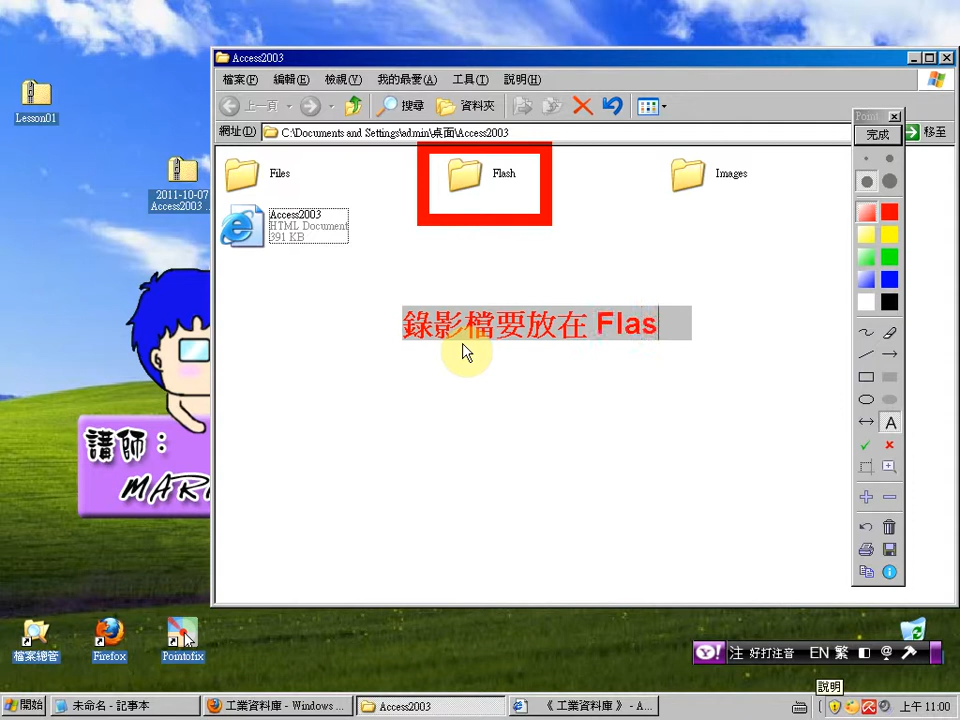 Access2003
檔案(F) 編輯(E) 檢視(V) 我的最愛(A) 工具(T) 說明(H)
上一頁 搜尋 資料夾
網址(D) C:\Documents and Settings\admin\桌面\Access2003 移至
Point
完成
Files
Flash
Images
Access2003
HTML Document
391 KB
錄影檔要放在 Flas
A
Lesson01
2011-10-07
Access2003 ...
講師：
檔案總管
Firefox
Pointofix
Y! 注 好打注音 EN 繁
說明
開始 未命名 - 記事本 工業資料庫 - Windows ... Access2003 《 工業資料庫 》 - A... 上午 11:00